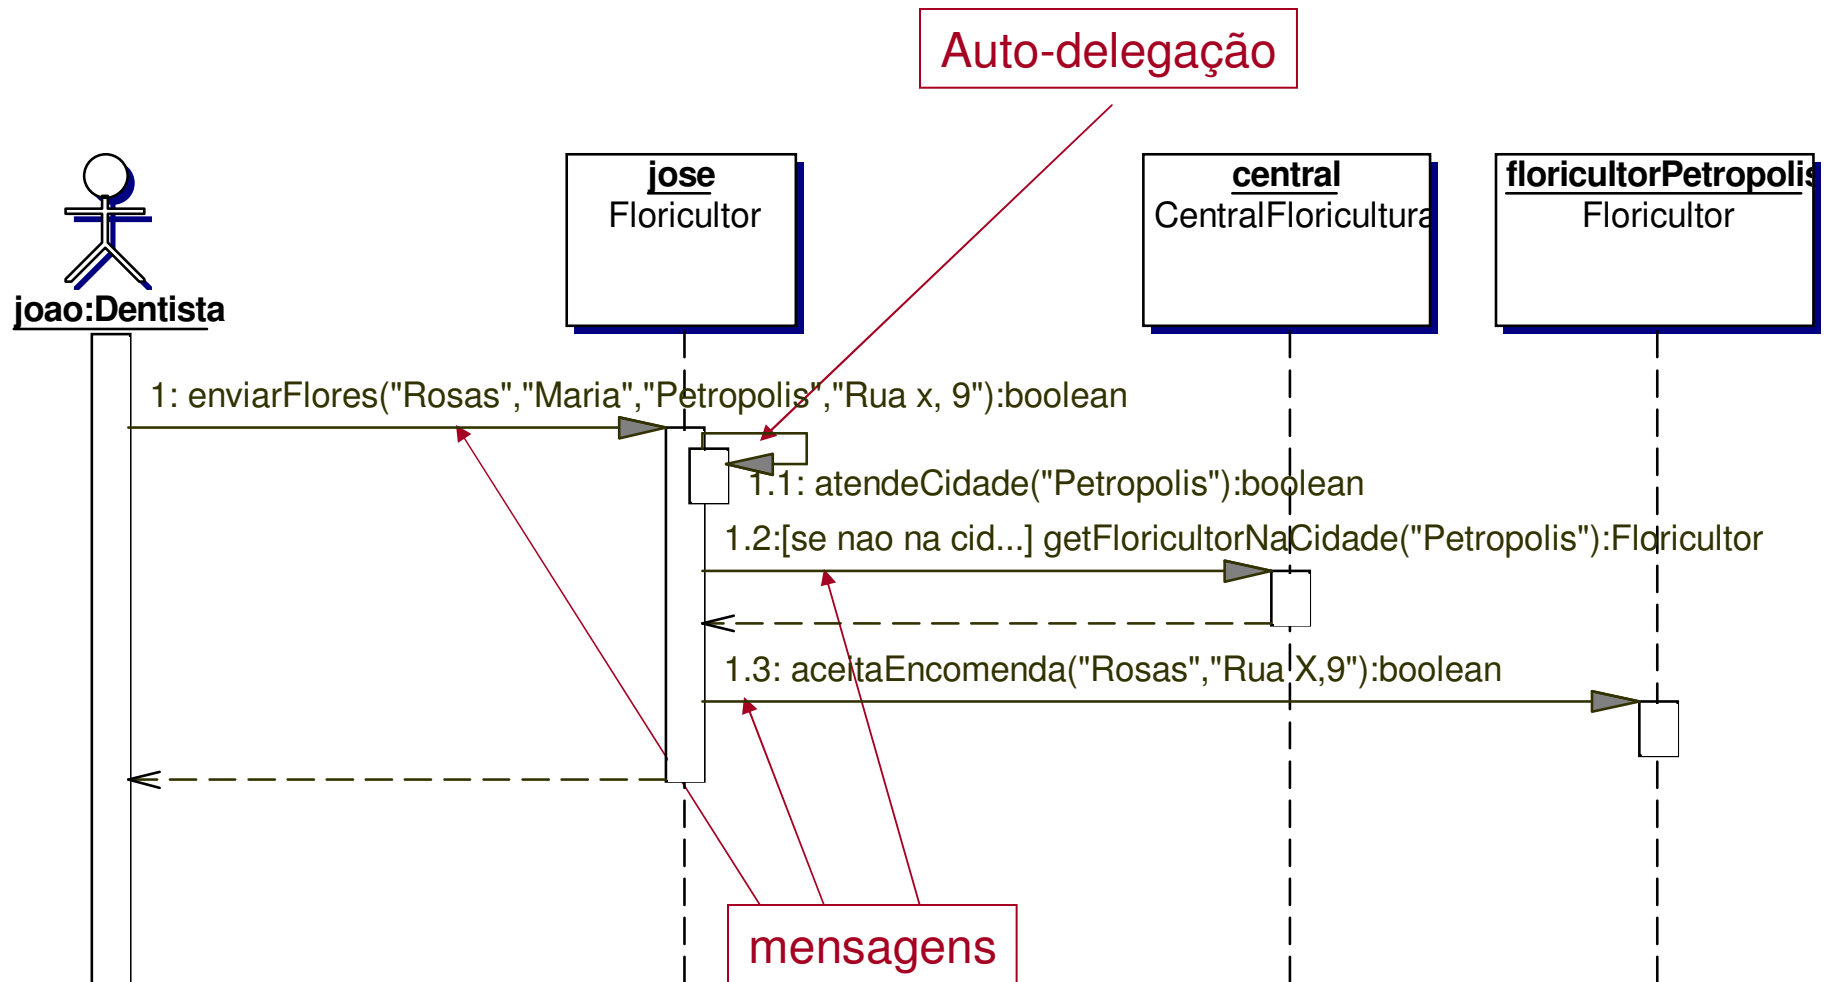 Auto-delegação
jose
Floricultor
central
CentralFloricultura
floricultorPetropolis
Floricultor
joao:Dentista
1: enviarFlores("Rosas","Maria","Petropolis","Rua x, 9"):boolean
1.1: atendeCidade("Petropolis"):boolean
1.2:[se nao na cid...] getFloricultorNaCidade("Petropolis"):Floricultor
1.3: aceitaEncomenda("Rosas","Rua X,9"):boolean
mensagens